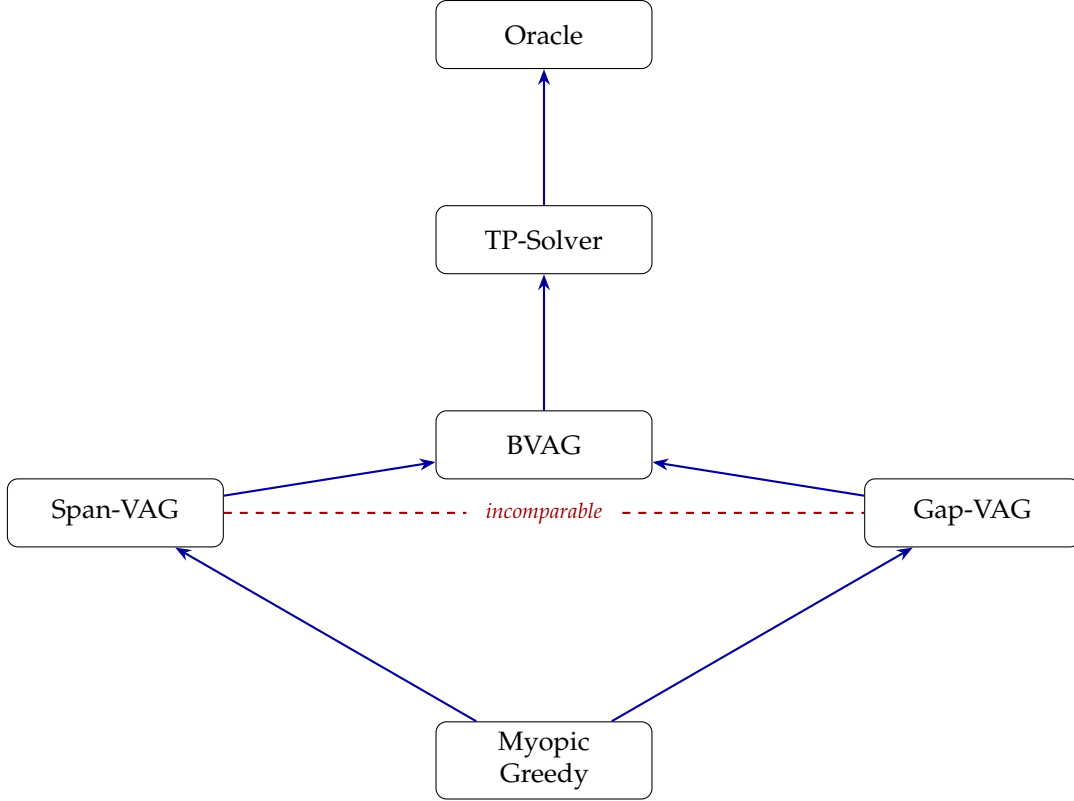 Oracle
TP-Solver
BVAG
Span-VAG
incomparable
Gap-VAG
Myopic
Greedy